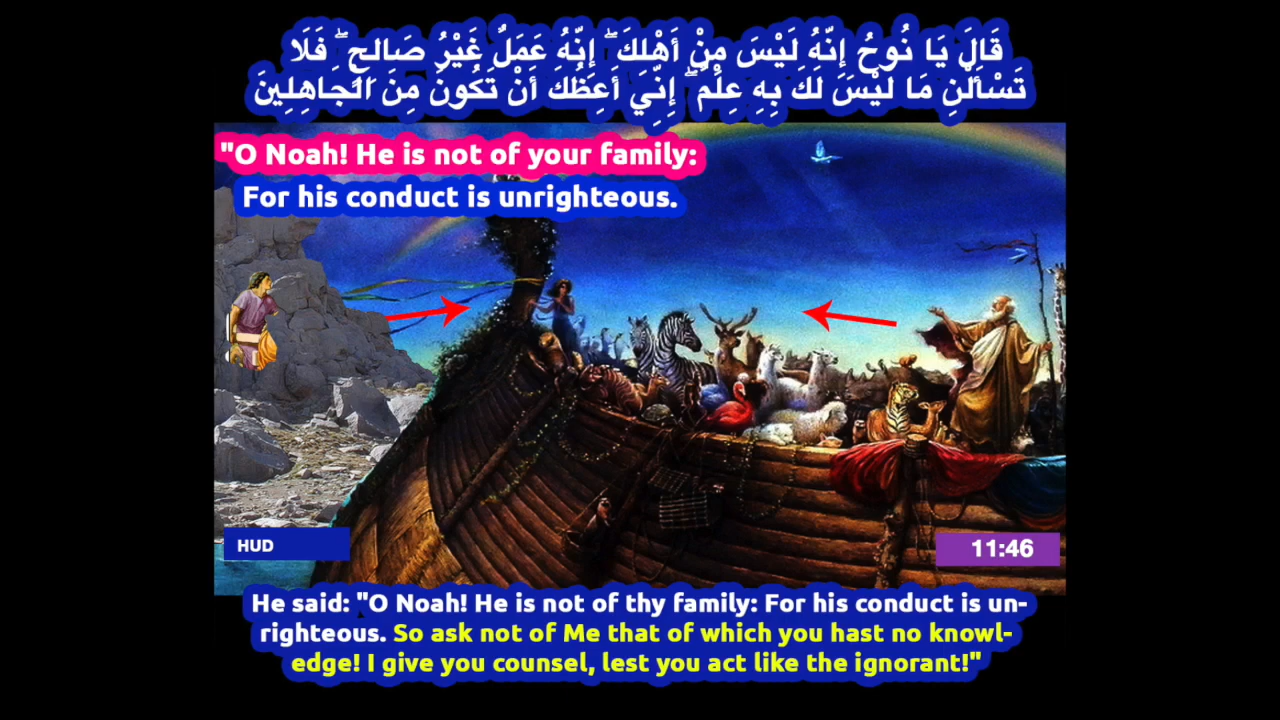 قَالَ يَا نُوحُ إِنَّهُ لَيْسَ مِنْ أَهْلِكَ ۖ إِنَّهُ عَمَلٌ غَيْرُ صَالِحٍ ۖ فَلَا
تَسْأَلْنِ مَا لَيْسَ لَكَ بِهِ عِلْمٌ ۖ إِنِّي أَعِظُكَ أَنْ تَكُونَ مِنَ الْجَاهِلِينَ
"O Noah! He is not of your family:
For his conduct is unrighteous.
HUD
11:46
He said: "O Noah! He is not of thy family: For his conduct is un-
righteous. So ask not of Me that of which you hast no knowl-
edge! I give you counsel, lest you act like the ignorant!"